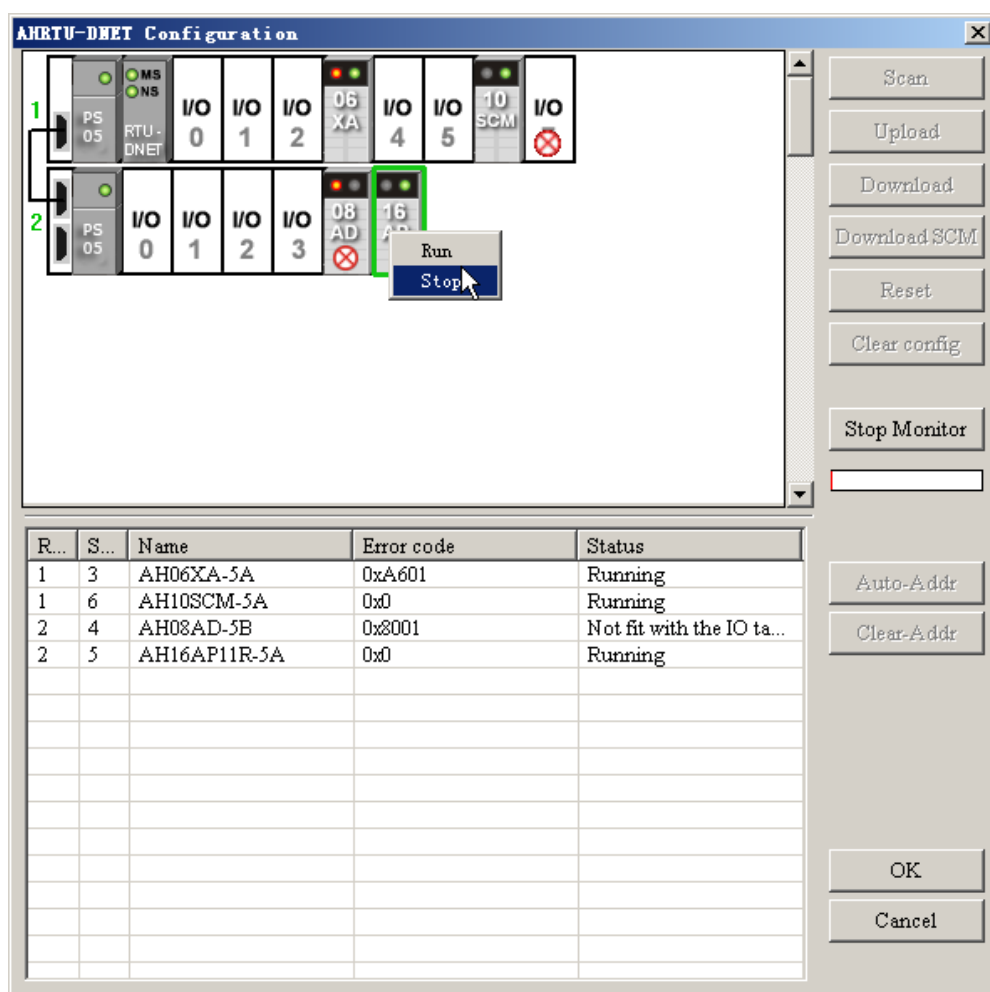 AHRTU-DNET Configuration
1
PS 05
MS
NS
RTU-DNET
I/O 0
I/O 1
I/O 2
06 XA
I/O 4
I/O 5
10 SCM
I/O
2
PS 05
I/O 0
I/O 1
I/O 2
I/O 3
08 AD
16
Run
Stop
Scan
Upload
Download
Download SCM
Reset
Clear config
Stop Monitor
R... S... Name Error code Status
1 3 AH06XA-5A 0xA601 Running
1 6 AH10SCM-5A 0x0 Running
2 4 AH08AD-5B 0x8001 Not fit with the IO ta...
2 5 AH16AP11R-5A 0x0 Running
Auto-Addr
Clear-Addr
OK
Cancel